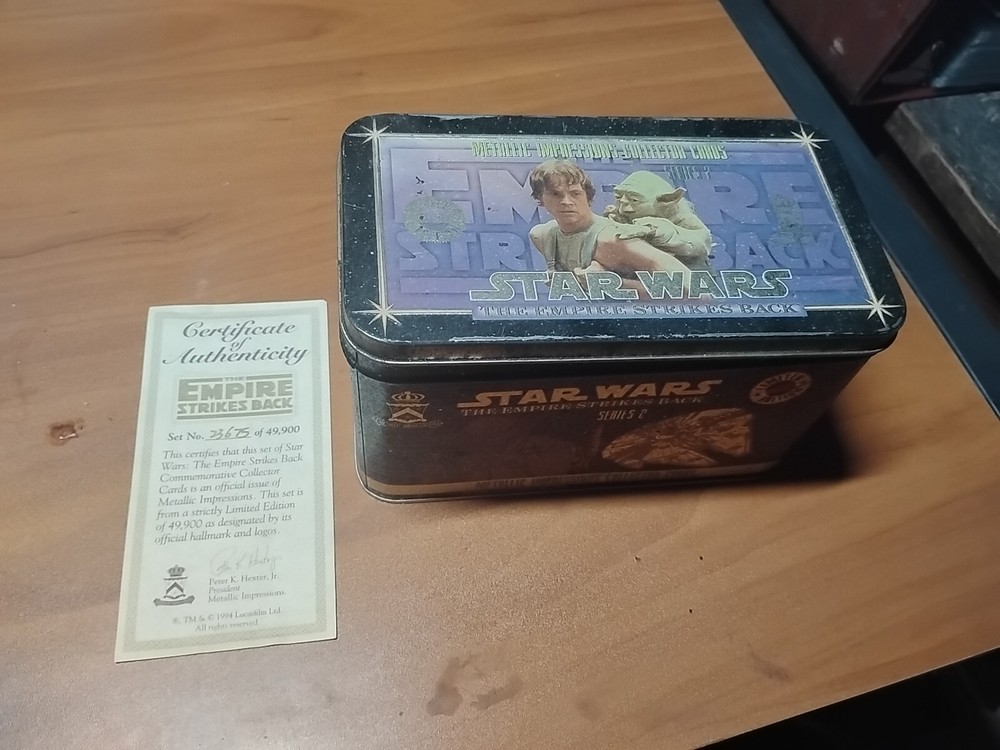 METALLIC IMPRESSIONS COLLECTOR CARDS
SERIES 2
EMPIRE
STRIKES BACK
STAR WARS
THE EMPIRE STRIKES BACK
STAR WARS
THE EMPIRE STRIKES BACK
SERIES 2
Certificate
of
Authenticity
THE
EMPIRE
STRIKES BACK
Set No. 23675 of 49,900
This certifies that this set of Star
Wars: The Empire Strikes Back
Commemorative Collector
Cards is an official issue of
Metallic Impressions. This set is
from a strictly Limited Edition
of 49,900 as designated by its
official hallmark and logos.
Peter K. Hexter, Jr.
President
Metallic Impressions
®, TM & © 1994 Lucasfilm Ltd.
All rights reserved